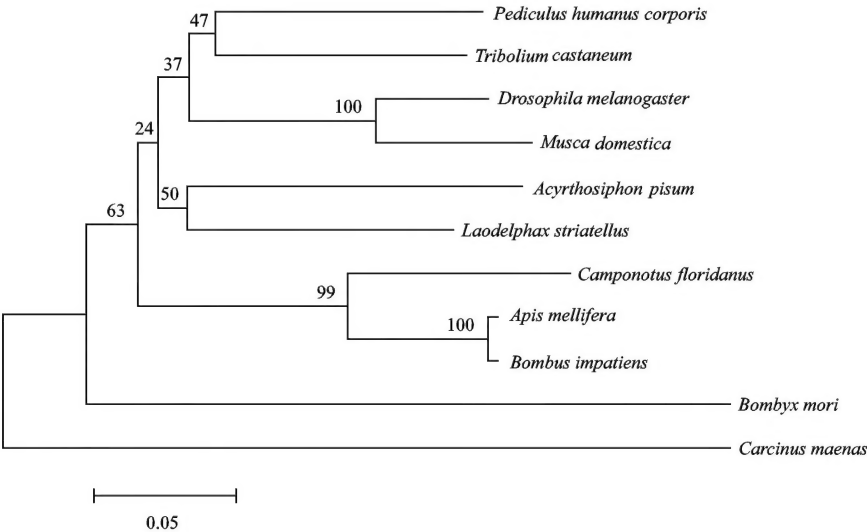 47
Pediculus humanus corporis
Tribolium castaneum
37
Drosophila melanogaster
100
Musca domestica
24
Acyrthosiphon pisum
50
Laodelphax striatellus
63
Camponotus floridanus
99
Apis mellifera
100
Bombus impatiens
Bombyx mori
Carcinus maenas
0.05